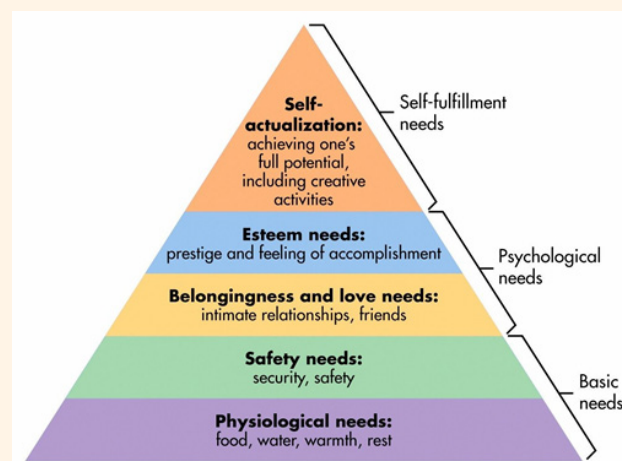 Self-
actualization:
achieving one's
full potential,
including creative
activities
Self-fulfillment
needs
Esteem needs:
prestige and feeling of accomplishment
Belongingness and love needs:
intimate relationships, friends
Psychological
needs
Safety needs:
security, safety
Physiological needs:
food, water, warmth, rest
Basic
needs